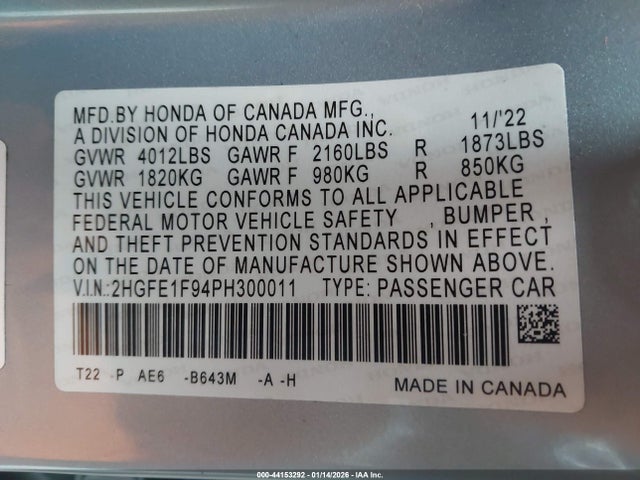 MFD.BY HONDA OF CANADA MFG.,
A DIVISION OF HONDA CANADA INC. 11/'22
GVWR 4012LBS GAWR F 2160LBS R 1873LBS
GVWR 1820KG GAWR F 980KG R 850KG
THIS VEHICLE CONFORMS TO ALL APPLICABLE
FEDERAL MOTOR VEHICLE SAFETY , BUMPER ,
AND THEFT PREVENTION STANDARDS IN EFFECT
ON THE DATE OF MANUFACTURE SHOWN ABOVE.
V.I.N.:2HGFE1F94PH300011 TYPE: PASSENGER CAR
T22 -P AE6 -B643M -A -H
MADE IN CANADA
000-44153292 - 01/14/2026 - IAA Inc.